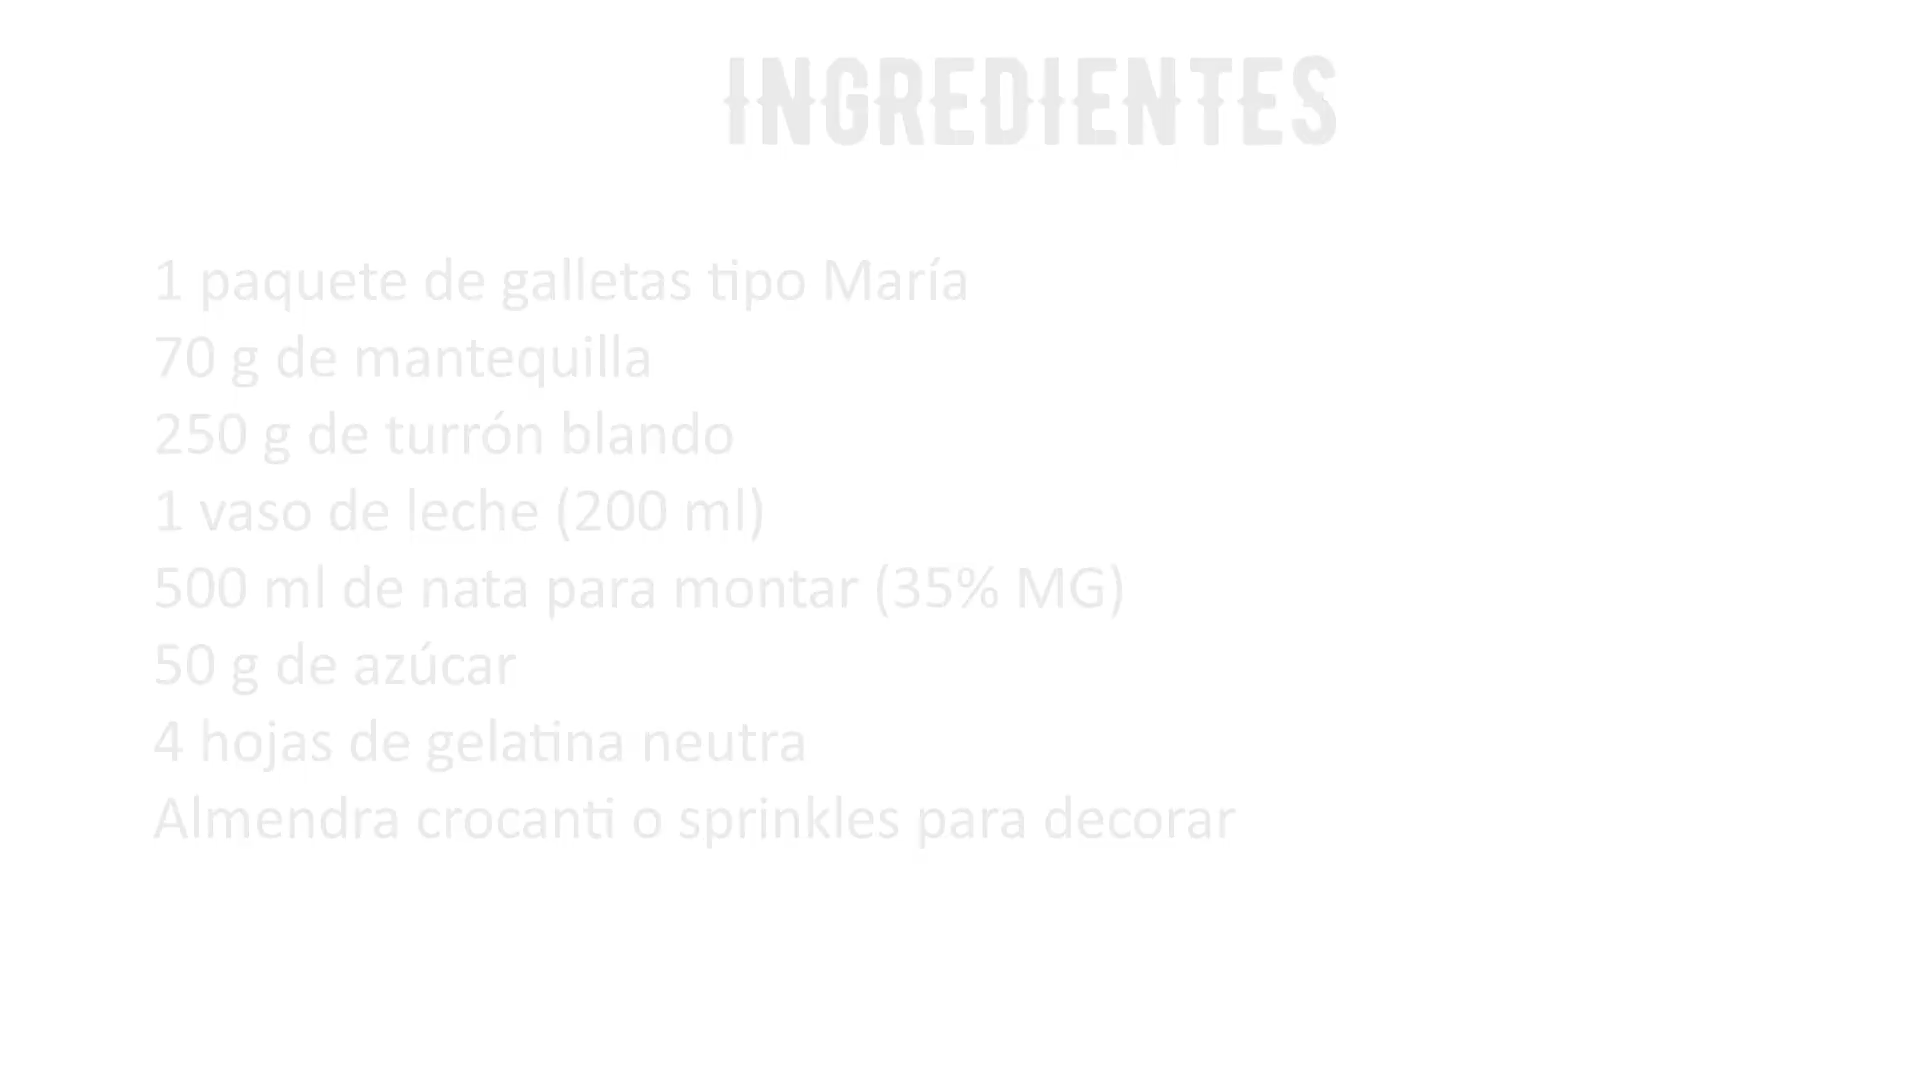 INGREDIENTES
1 paquete de galletas tipo María
70 g de mantequilla
250 g de turrón blando
1 vaso de leche (200 ml)
500 ml de nata para montar (35% MG)
50 g de azúcar
4 hojas de gelatina neutra
Almendra crocanti o sprinkles para decorar